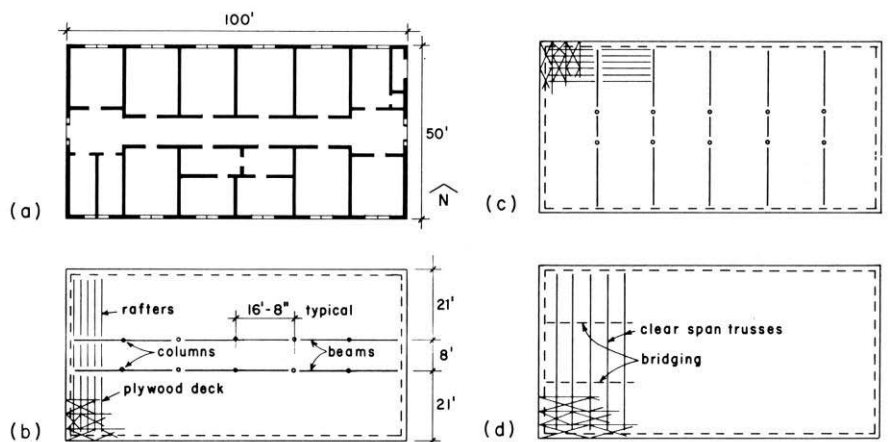 100'
50'
N
(a)
(c)
rafters
16'-8"
typical
21'
columns
beams
8'
plywood deck
21'
(b)
clear span trusses
bridging
(d)